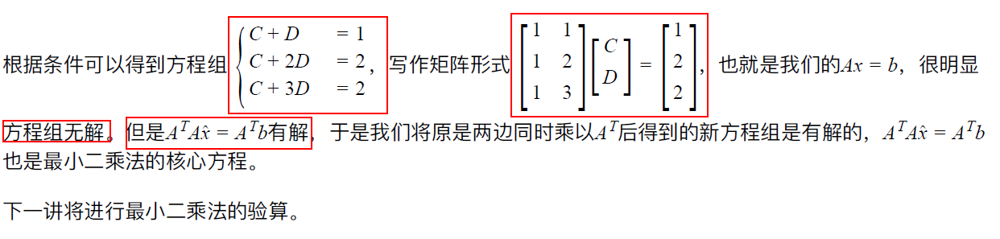 根据条件可以得到方程组$\begin{cases} C + D & = 1 \\ C + 2D & = 2 \\ C + 3D & = 2 \end{cases}$，写作矩阵形式$\begin{bmatrix} 1 & 1 \\ 1 & 2 \\ 1 & 3 \end{bmatrix} \begin{bmatrix} C \\ D \end{bmatrix} = \begin{bmatrix} 1 \\ 2 \\ 2 \end{bmatrix}$，也就是我们的$Ax = b$，很明显
方程组无解。但是$A^T A\hat{x} = A^T b$有解，于是我们将原是两边同时乘以$A^T$后得到的新方程组是有解的，$A^T A\hat{x} = A^T b$
也是最小二乘法的核心方程。
下一讲将进行最小二乘法的验算。